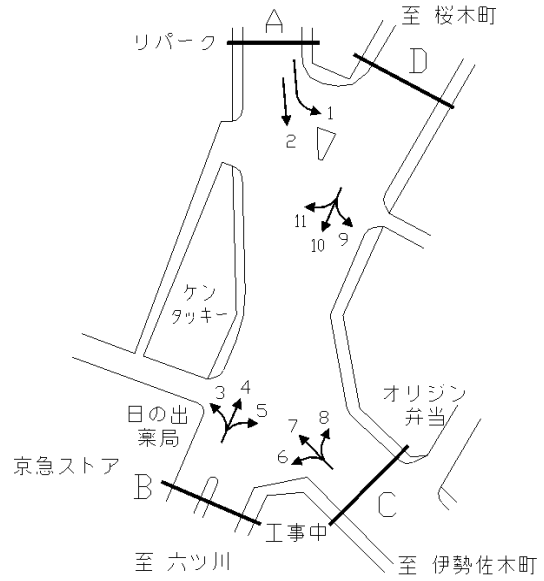 A
至 桜木町
リパーク
D
1
2
11
10
9
ケン
タッキー
オリジン
弁当
3
4
5
日の出
薬局
7
8
6
京急ストア
B
C
工事中
至 六ツ川
至 伊勢佐木町